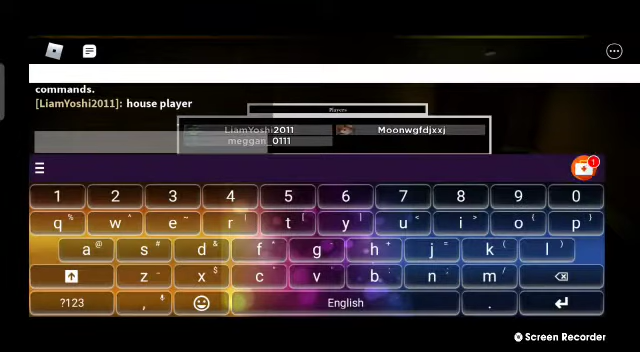 commands.
[LiamYoshi2011]: house player
Players
LiamYoshi2011 Moonwgfdjxxj
meggan_0111
1
1 2 3 4 5 6 7 8 9 0
q % w ^ e ~ r | t [ y ] u < i > o { p }
a @ s # d & f * g - h + j = k ( l )
z - x $ c " v ' b : n ; m /
?123 , English .
Screen Recorder